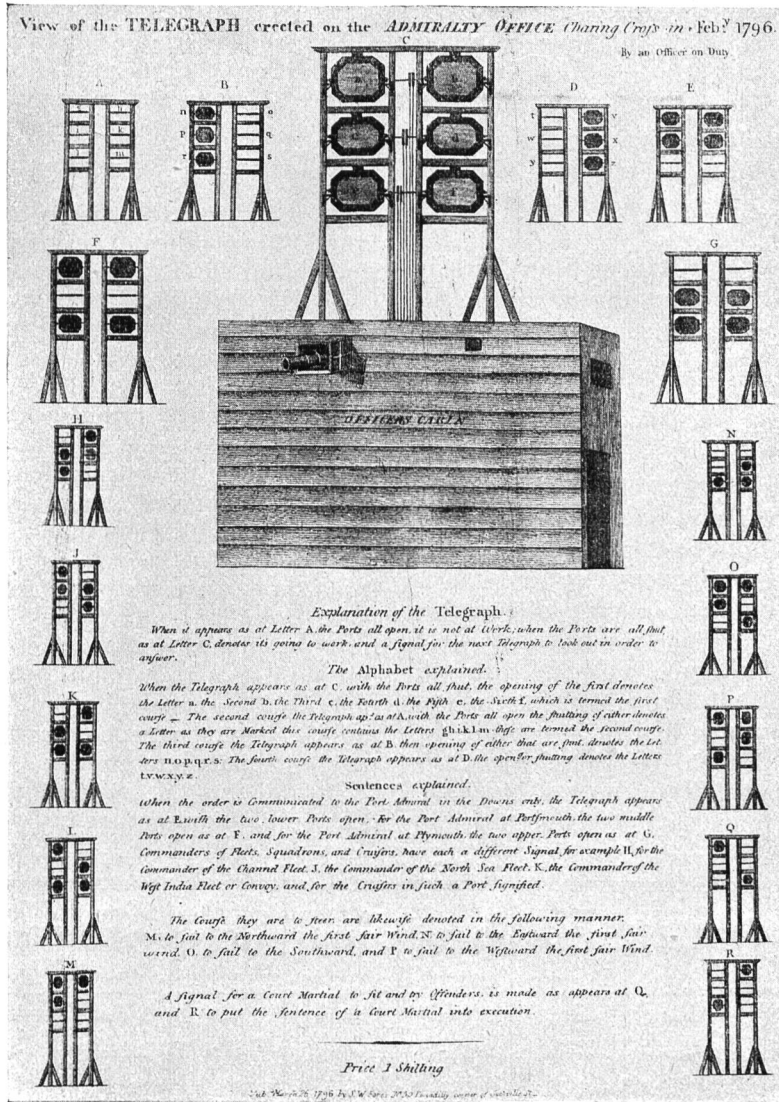 View of the TELEGRAPH erected on the ADMIRALTY OFFICE Charing Croſs in Feb.y 1796.
By an Officer on Duty
C
A
B
D
E
F
G
H
J
K
L
M
N
O
P
Q
R
n o
p q
r s
t v
w x
y z
OFFICERS CABIN
Explanation of the Telegraph.
When it appears as at Letter A, the Ports all open, it is not at Work; when the Ports are all ſhut
as at Letter C, denotes its going to work, and a ſignal for the next Telegraph to look out in order to
anſwer.
The Alphabet explained.
When the Telegraph appears as at C, with the Ports all ſhut, the opening of the first denotes
the Letter a, the Second b, the Third c, the Fourth d, the Fifth e, the Sixth f, which is termed the first
courſe — The second courſe the Telegraph ap.s as at A, with the Ports all open the ſhutting of either denotes
a Letter as they are Marked this courſe contains the Letters g.h.i.k.l.m thoſe are termed the second courſe.
The third courſe the Telegraph appears as at B, then opening of either that are ſhut, denotes the Let-
ters n.o.p.q.r.s: The fourth courſe the Telegraph appears as at D, the open.g or ſhutting denotes the Letters
t.v.w.x.y.z.
Sentences explained.
When the order is Communicated to the Port Admiral in the Downs only, the Telegraph appears
as at E, with the two lower Ports open, For the Port Admiral at Portſmouth, the two middle
Ports open as at F, and for the Port Admiral at Plymouth, the two upper Ports open as at G,
Commanders of Fleets, Squadrons, and Cruiſers, have each a different Signal, for example H, for the
Commander of the Channel Fleet, J, the Commander of the North Sea Fleet, K, the Commander of the
Weſt India Fleet or Convoy, and for the Cruiſers in ſuch a Port ſignified.
The Courſe they are to ſteer, are likewiſe denoted in the following manner,
M, to ſail to the Northward the first fair Wind, N, to ſail to the Eastward the first fair
wind, O, to ſail to the Southward, and P to ſail to the Weſtward the first fair Wind.
A ſignal for a Court Martial to ſit and try Offenders, is made as appears at Q,
and R to put the ſentence of a Court Martial into execution.
Price 1 Shilling
Pub. March 1796 by S.W. Fores N.o 50 Piccadilly corner of Sackville St.